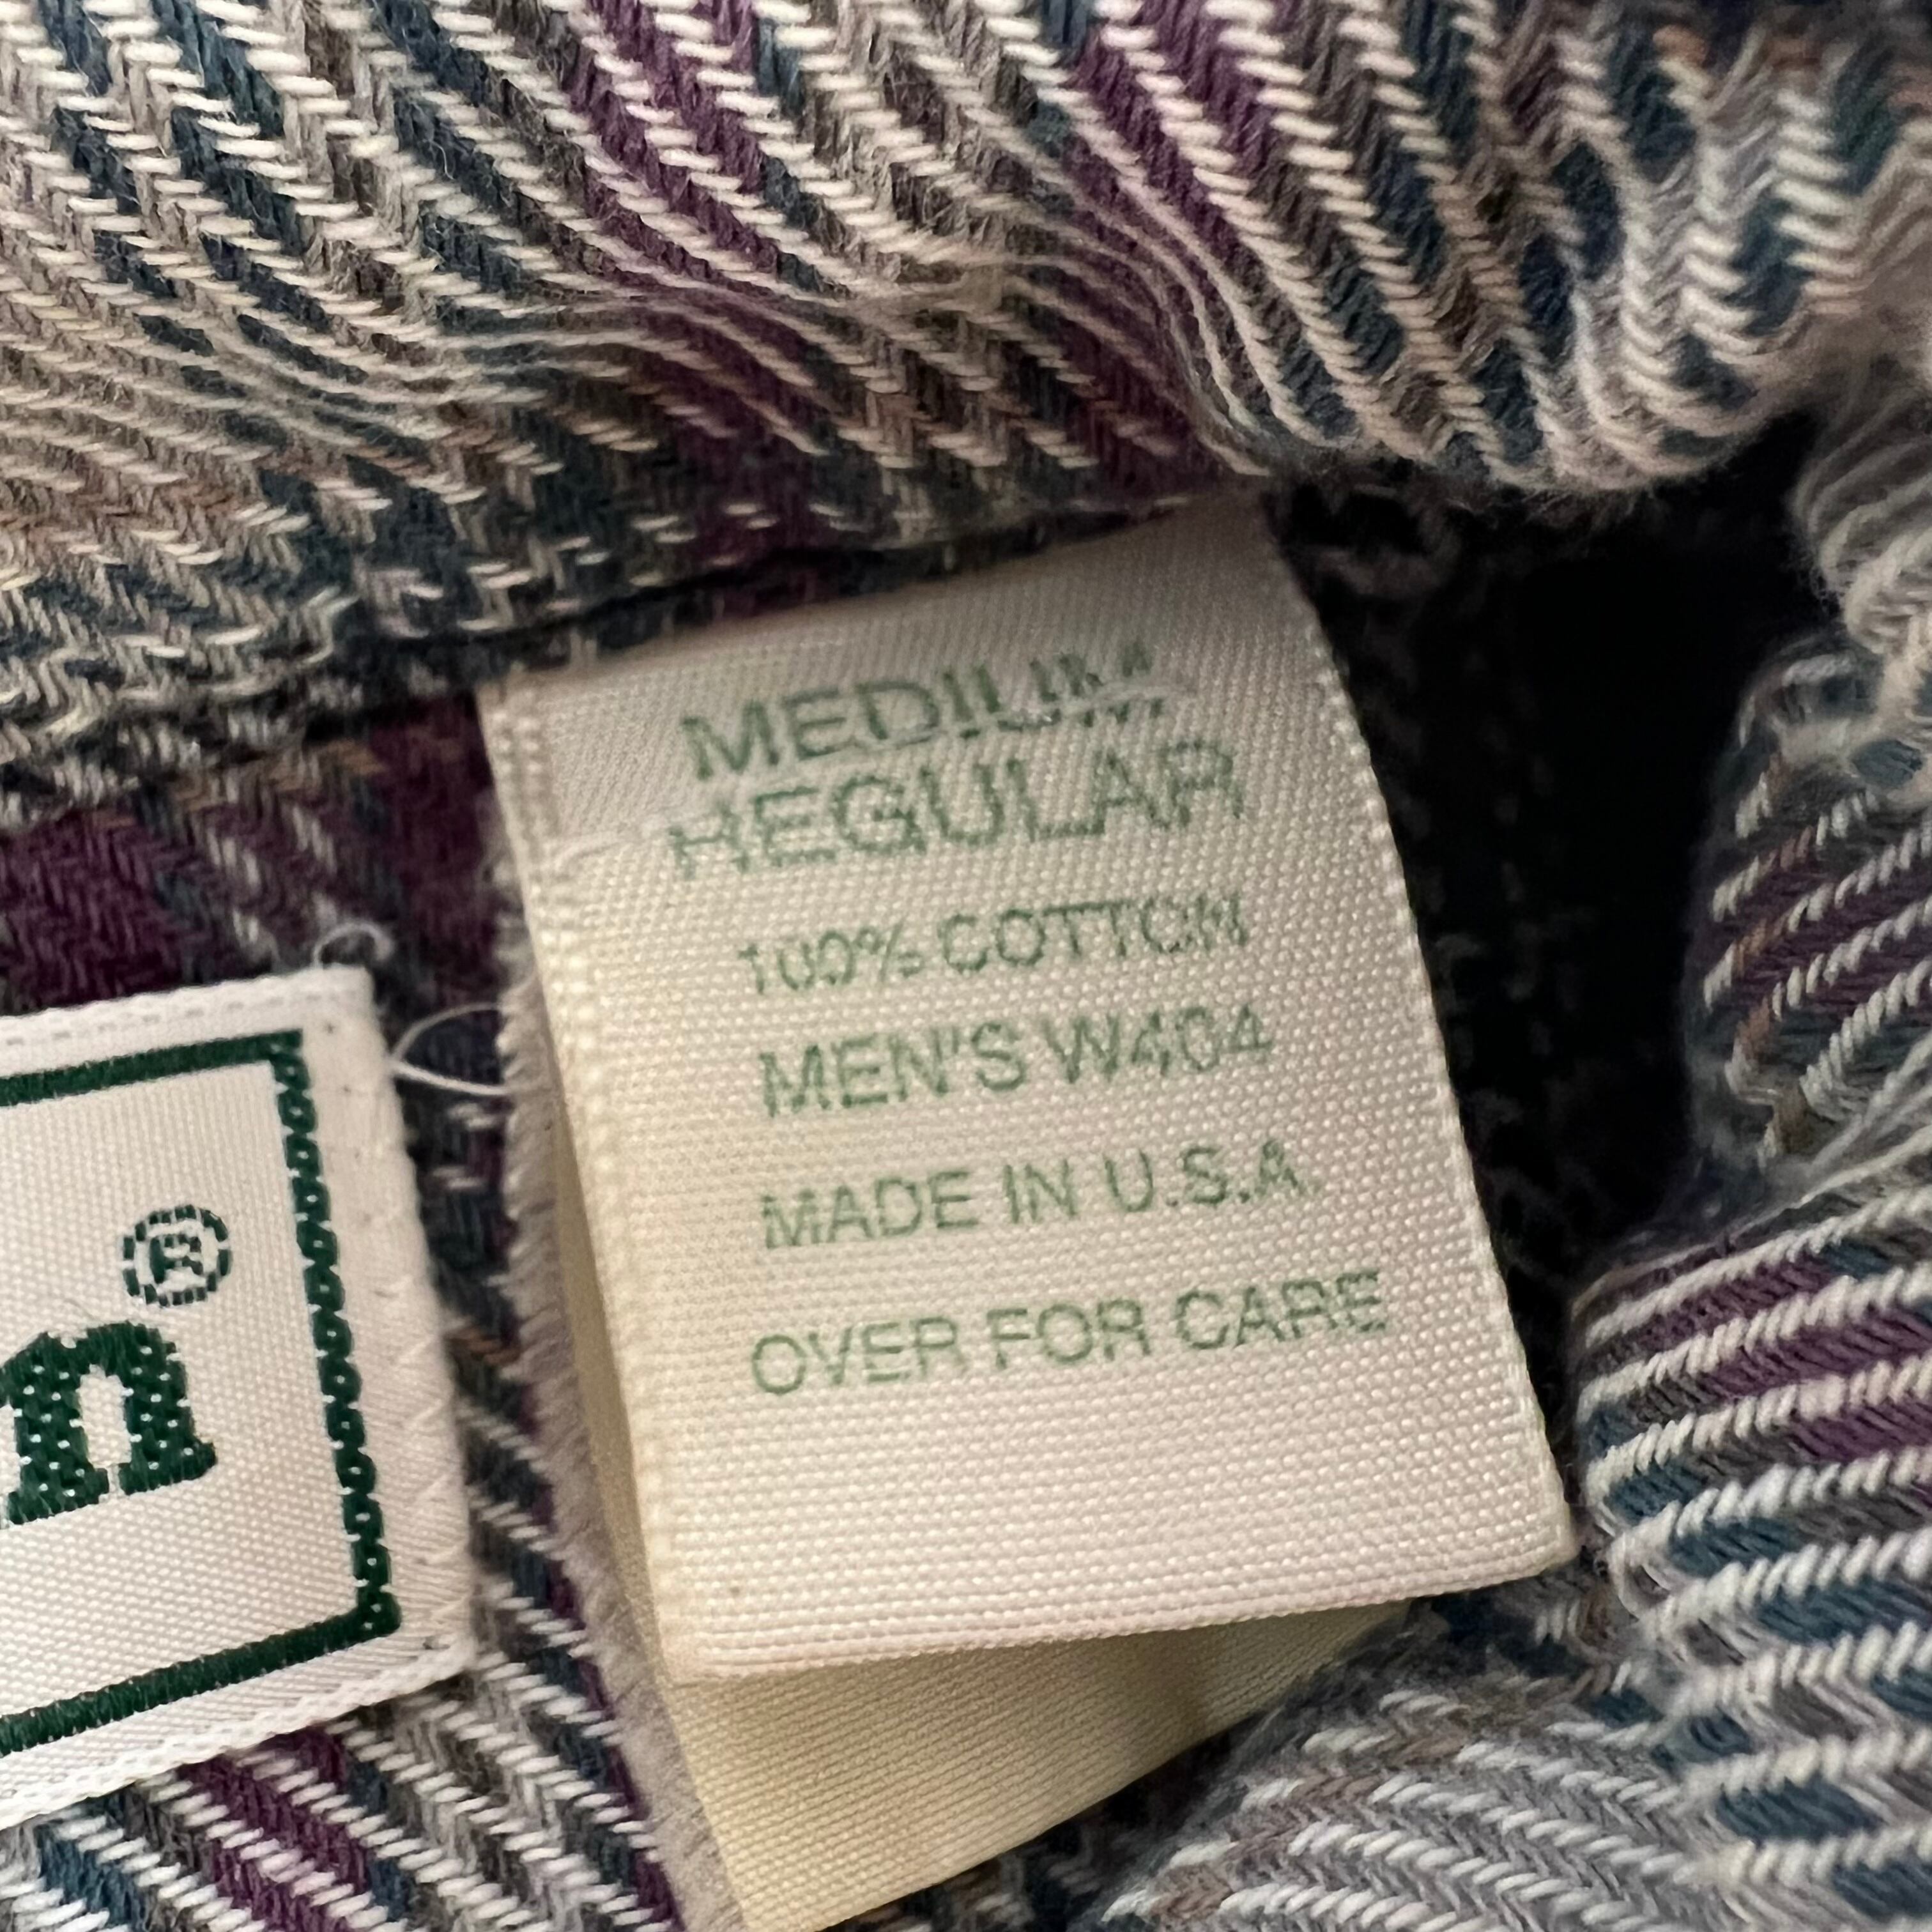 MEDIUM
REGULAR
100% COTTON
MEN'S W404
MADE IN U.S.A
OVER FOR CARE
n®